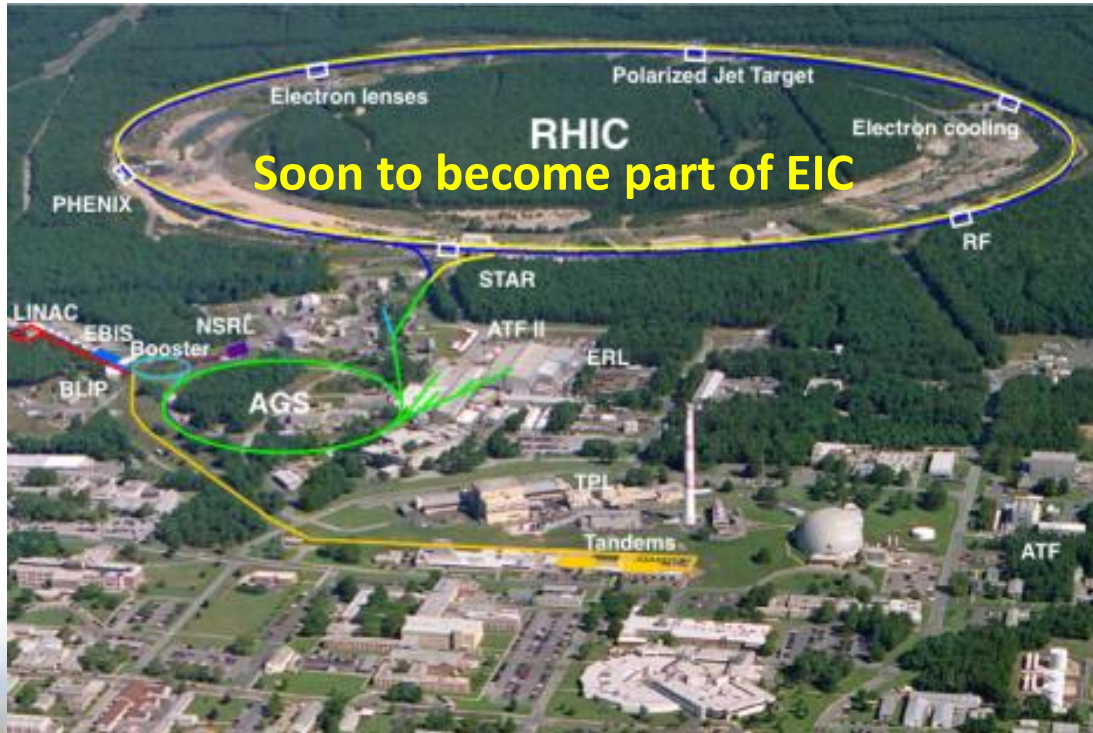 Polarized Jet Target
Electron lenses
Electron cooling
RHIC
Soon to become part of EIC
PHENIX
RF
STAR
LINAC
EBIS
NSRL
Booster
ATF II
ERL
BLIP
AGS
TPL
Tandems
ATF